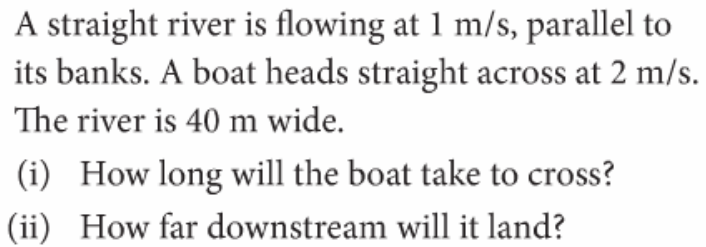 A straight river is flowing at 1 m/s, parallel to
its banks. A boat heads straight across at 2 m/s.
The river is 40 m wide.
(i) How long will the boat take to cross?
(ii) How far downstream will it land?